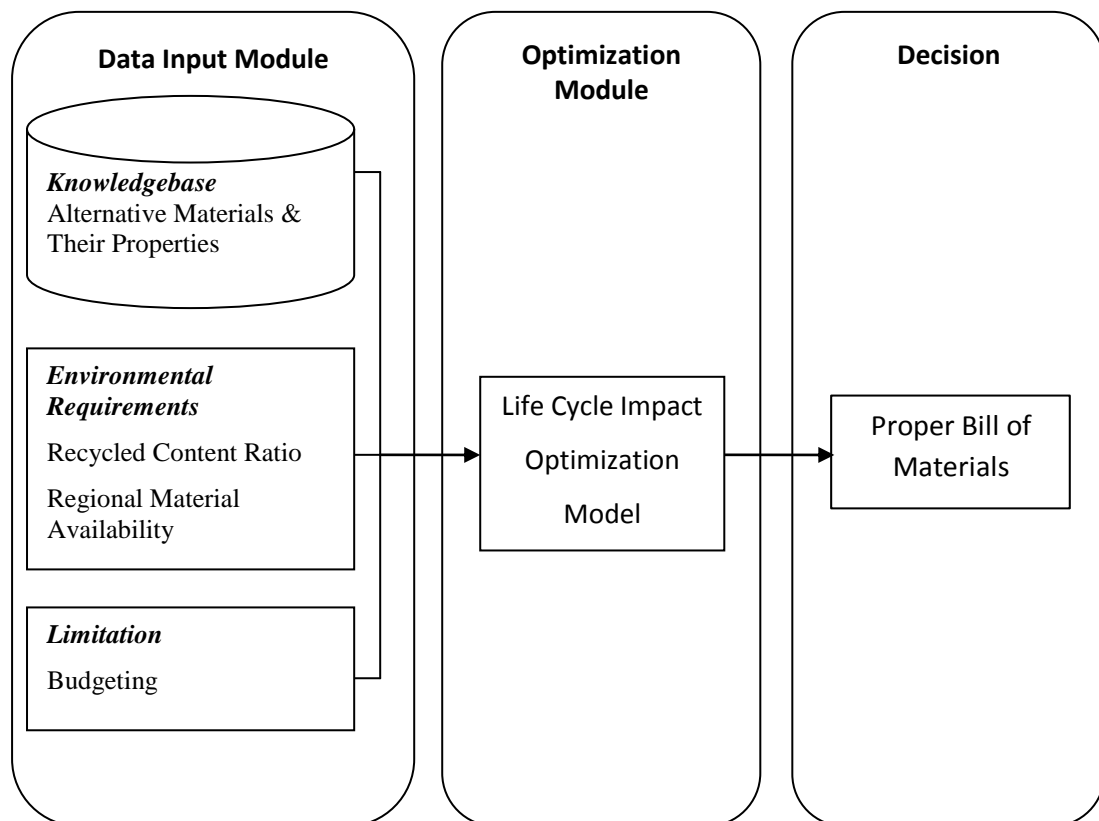 Data Input Module
Knowledgebase
Alternative Materials &
Their Properties
Environmental
Requirements
Recycled Content Ratio
Regional Material
Availability
Limitation
Budgeting
Optimization
Module
Life Cycle Impact
Optimization
Model
Decision
Proper Bill of
Materials